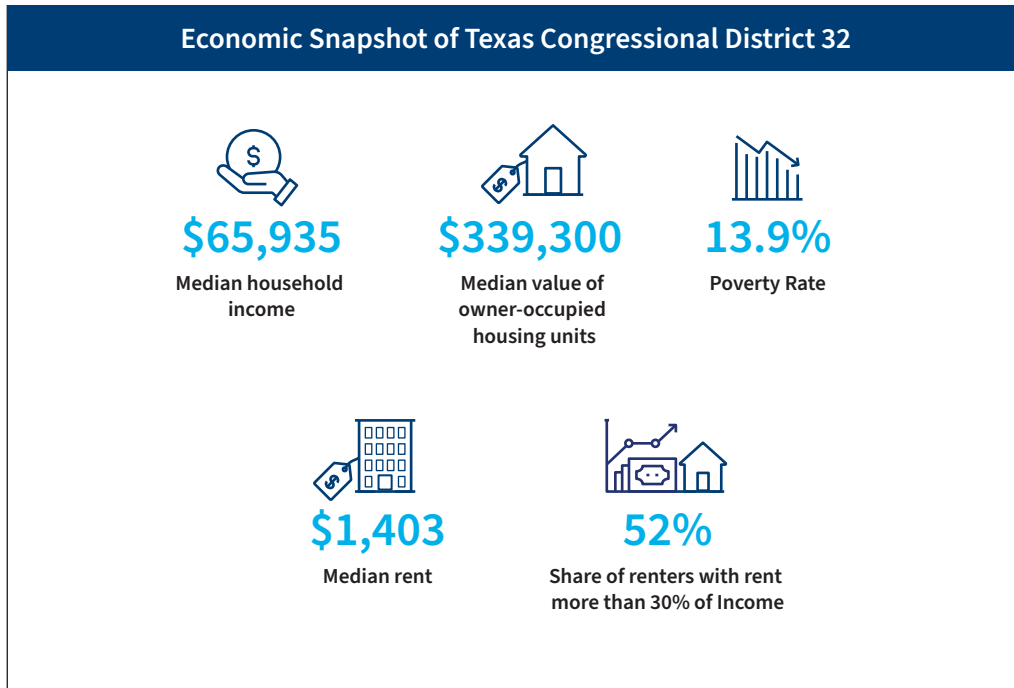 Economic Snapshot of Texas Congressional District 32
$
$
$65,935
$339,300
13.9%
Median household
income
Median value of
owner-occupied
housing units
Poverty Rate
$
$1,403
52%
Median rent
Share of renters with rent
more than 30% of Income